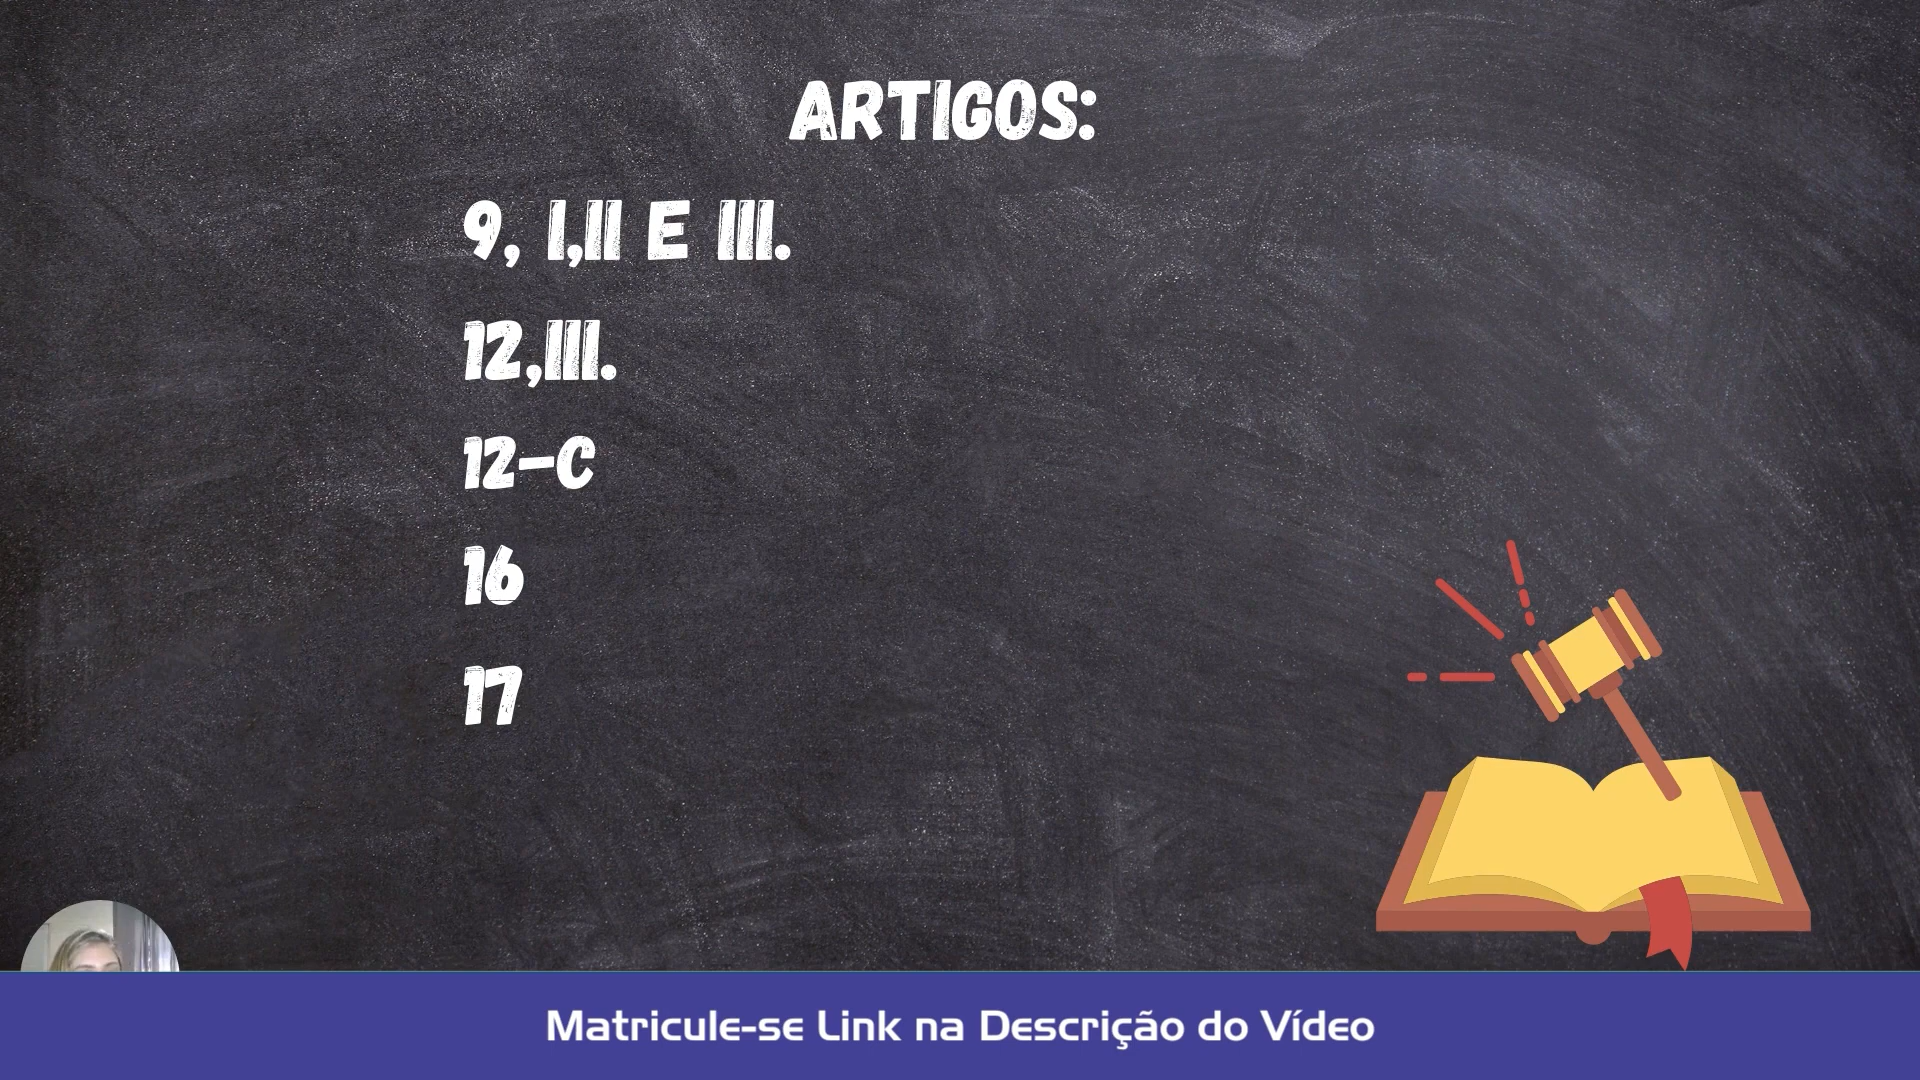 ARTIGOS:
9, I,II E III.
12,III.
12-C
16
17
Matricule-se Link na Descrição do Vídeo